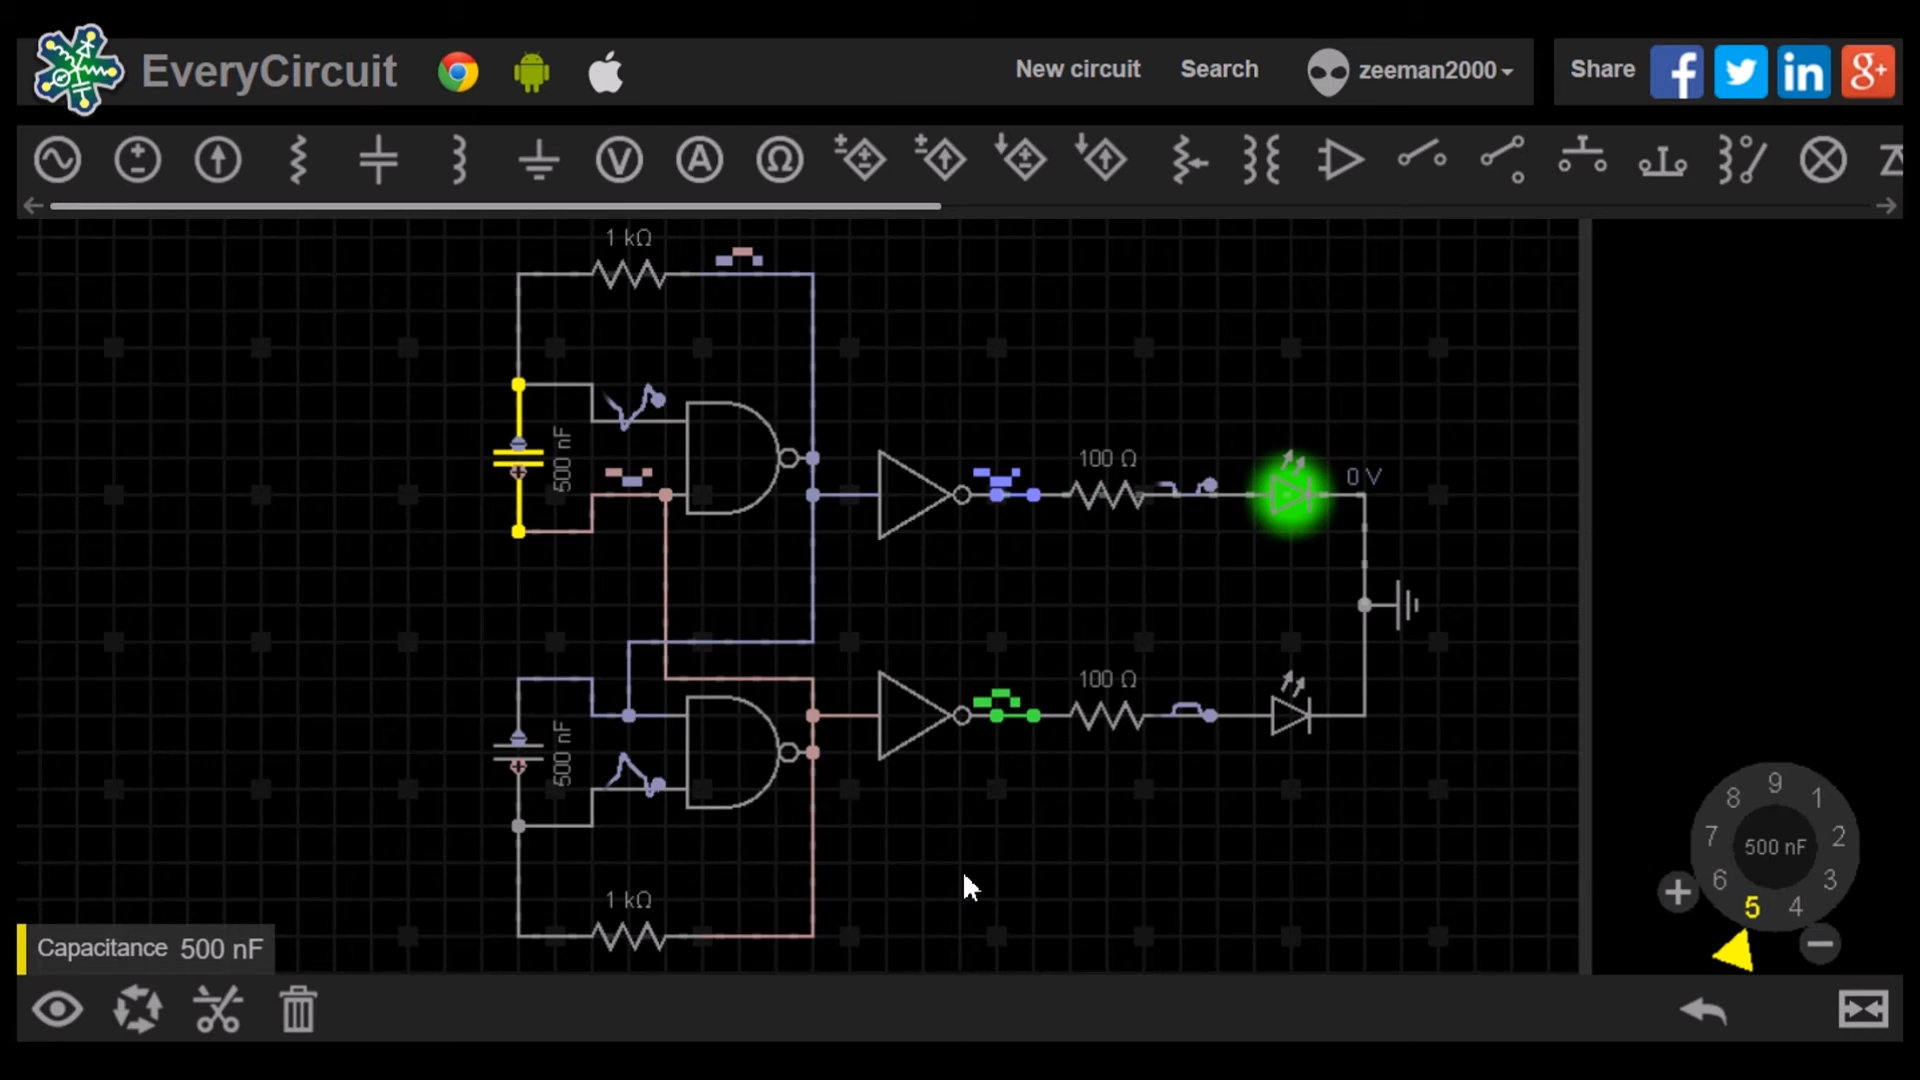 EveryCircuit
New circuit
Search
zeeman2000
Share
f
in
g+
V
A
Ω
1 kΩ
500 nF
100 Ω
0 V
500 nF
100 Ω
1 kΩ
9
8
1
7
500 nF
2
6
3
5
4
Capacitance 500 nF